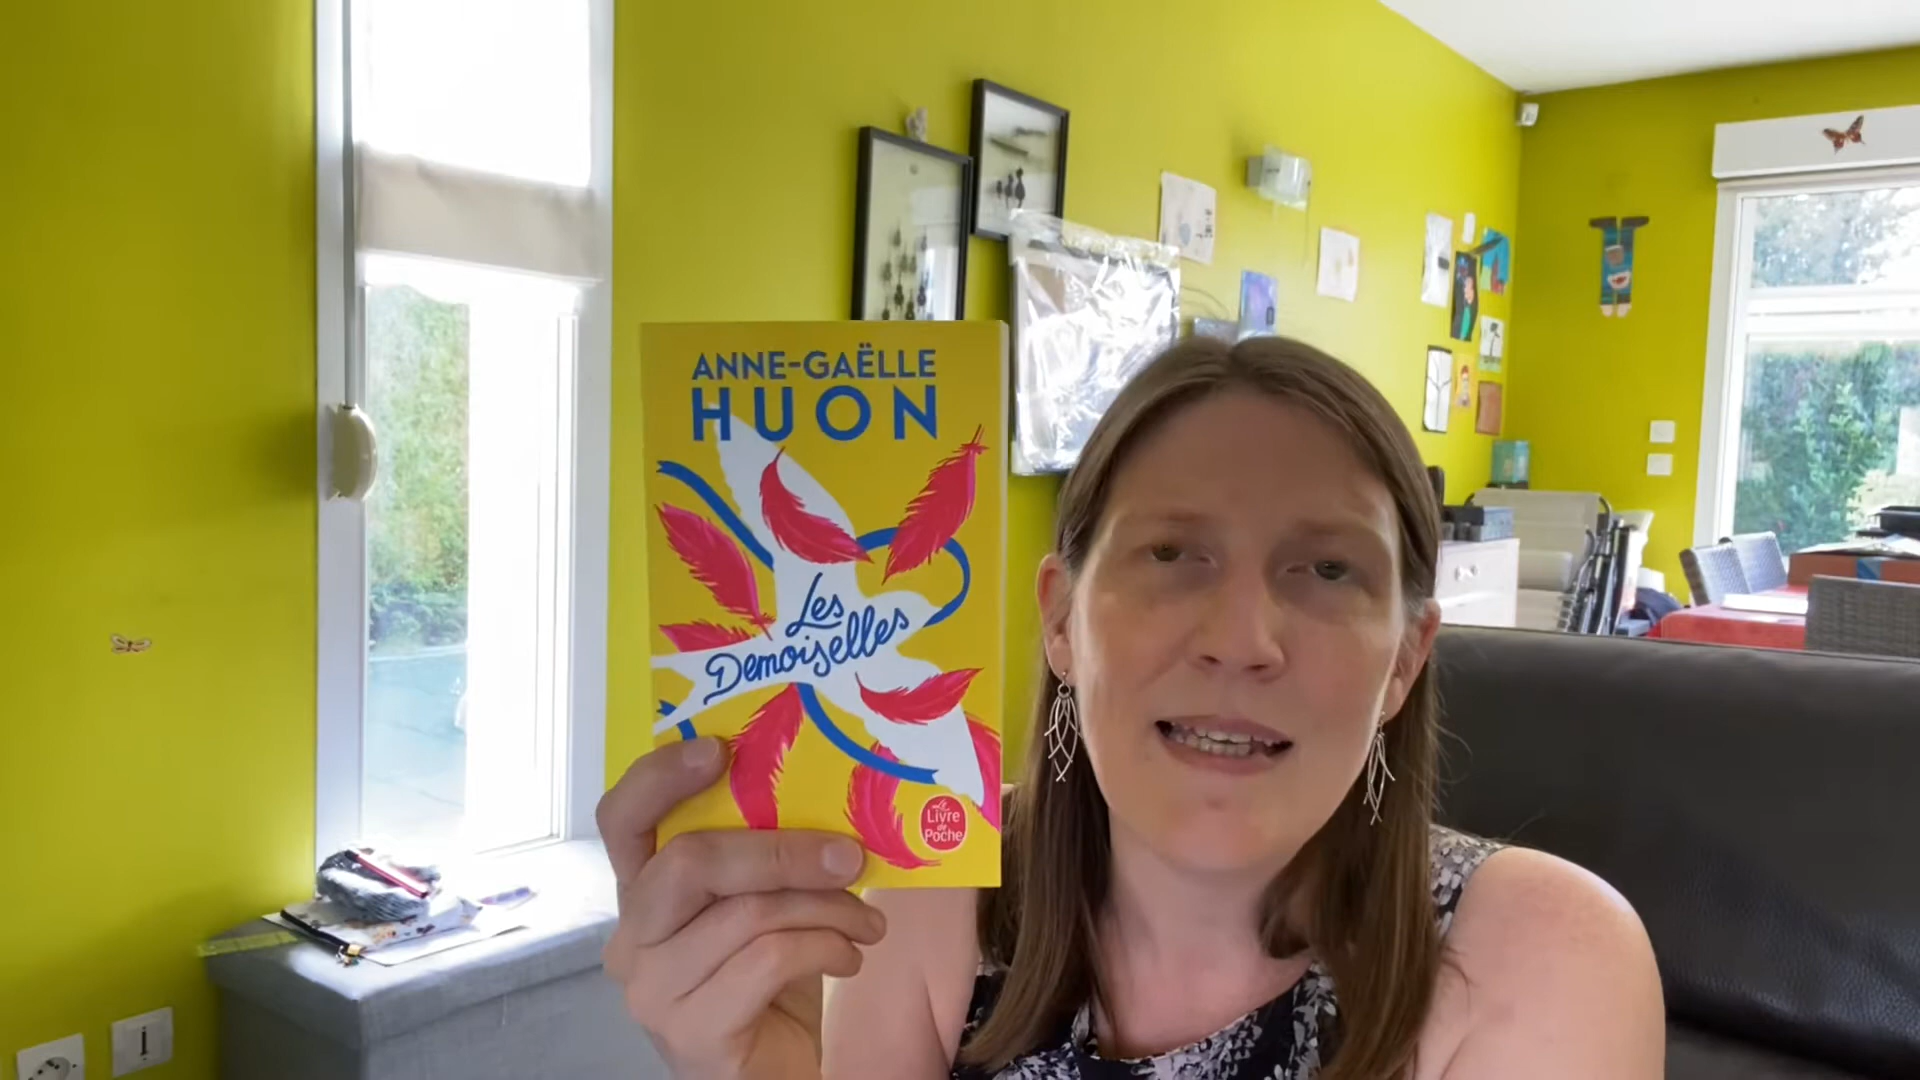 ANNE-GAËLLE
HUON
Les
Demoiselles
Le
Livre
de
Poche